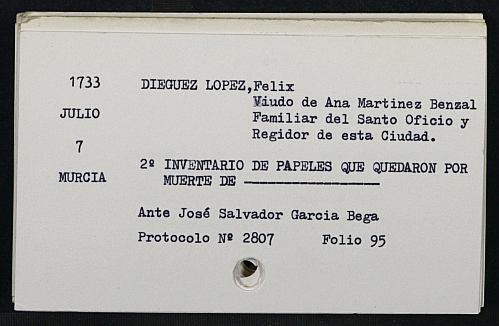 1733
JULIO
7
MURCIA
DIEGUEZ LOPEZ,Felix
Viudo de Ana Martinez Benzal
Familiar del Santo Oficio y
Regidor de esta Ciudad.
2º INVENTARIO DE PAPELES QUE QUEDARON POR
MUERTE DE —————————
Ante José Salvador Garcia Bega
Protocolo Nº 2807 Folio 95